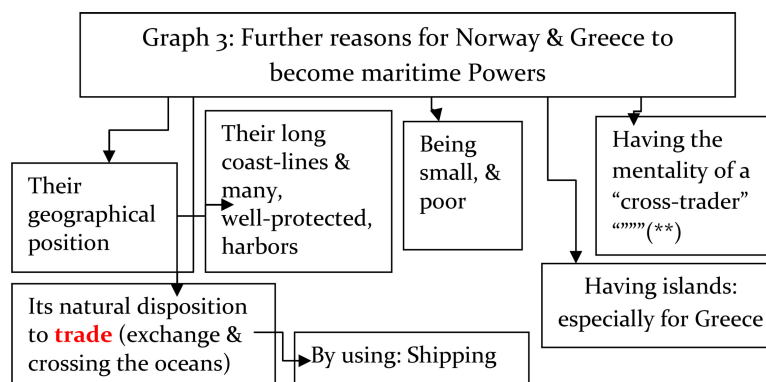 Graph 3: Further reasons for Norway & Greece to
become maritime Powers
Their
geographical
position
Their long
coast-lines &
many,
well-protected,
harbors
Being
small, &
poor
Having the
mentality of a
“cross-trader”
“”””(**)
Having islands:
especially for Greece
Its natural disposition
to trade (exchange &
crossing the oceans)
By using: Shipping